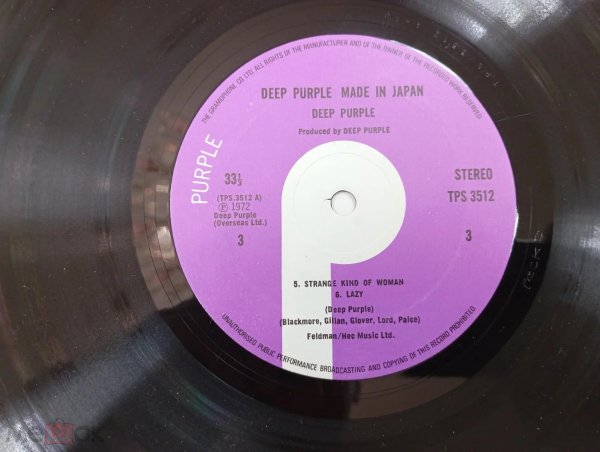 THE GRAMOPHONE CO LTD. ALL RIGHTS OF THE MANUFACTURER AND OF THE OWNER OF THE RECORDED WORK RESERVED.
DEEP PURPLE MADE IN JAPAN
DEEP PURPLE
Produced by DEEP PURPLE
PURPLE
33⅓
(TPS.3512 A)
Ⓟ 1972
Deep Purple
(Overseas Ltd.)
3
STEREO
TPS 3512
3
5. STRANGE KIND OF WOMAN
6. LAZY
(Deep Purple)
(Blackmore, Gillan, Glover, Lord, Paice)
Feldman/Hec Music Ltd.
UNAUTHORISED PUBLIC PERFORMANCE BROADCASTING AND COPYING OF THIS RECORD PROHIBITED.